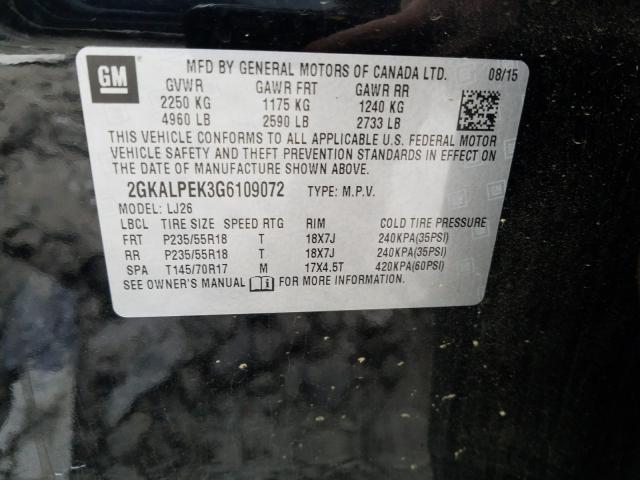 GM
MFD BY GENERAL MOTORS OF CANADA LTD. 08/15
GVWR GAWR FRT GAWR RR
2250 KG 1175 KG 1240 KG
4960 LB 2590 LB 2733 LB
THIS VEHICLE CONFORMS TO ALL APPLICABLE U.S. FEDERAL MOTOR
VEHICLE SAFETY AND THEFT PREVENTION STANDARDS IN EFFECT ON
THE DATE OF MANUFACTURE SHOWN ABOVE.
2GKALPEK3G6109072 TYPE: M.P.V.
MODEL: LJ26
LBCL TIRE SIZE SPEED RTG RIM COLD TIRE PRESSURE
FRT P235/55R18 T 18X7J 240KPA(35PSI)
RR P235/55R18 T 18X7J 240KPA(35PSI)
SPA T145/70R17 M 17X4.5T 420KPA(60PSI)
SEE OWNER'S MANUAL FOR MORE INFORMATION.